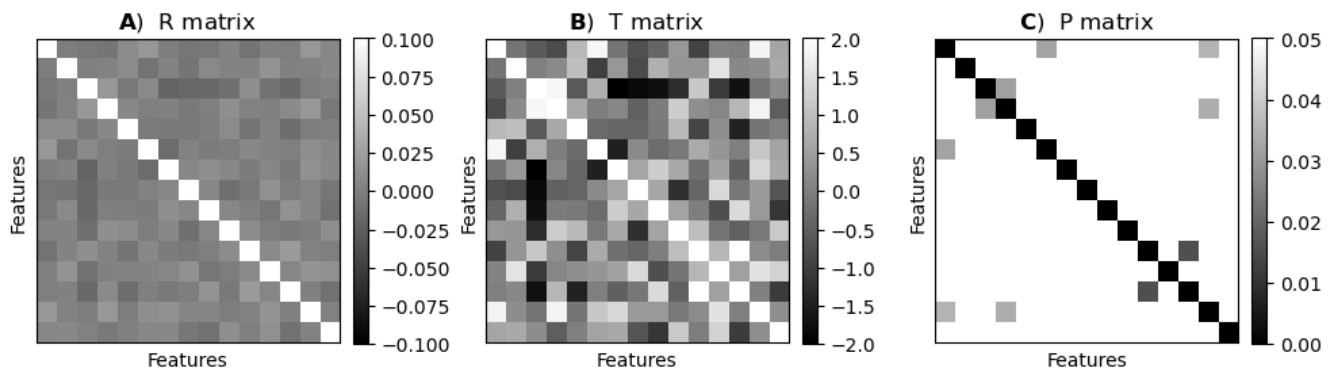 A)  R matrix
Features
Features
0.100
0.075
0.050
0.025
0.000
−0.025
−0.050
−0.075
−0.100
B)  T matrix
Features
Features
2.0
1.5
1.0
0.5
0.0
−0.5
−1.0
−1.5
−2.0
C)  P matrix
Features
Features
0.05
0.04
0.03
0.02
0.01
0.00